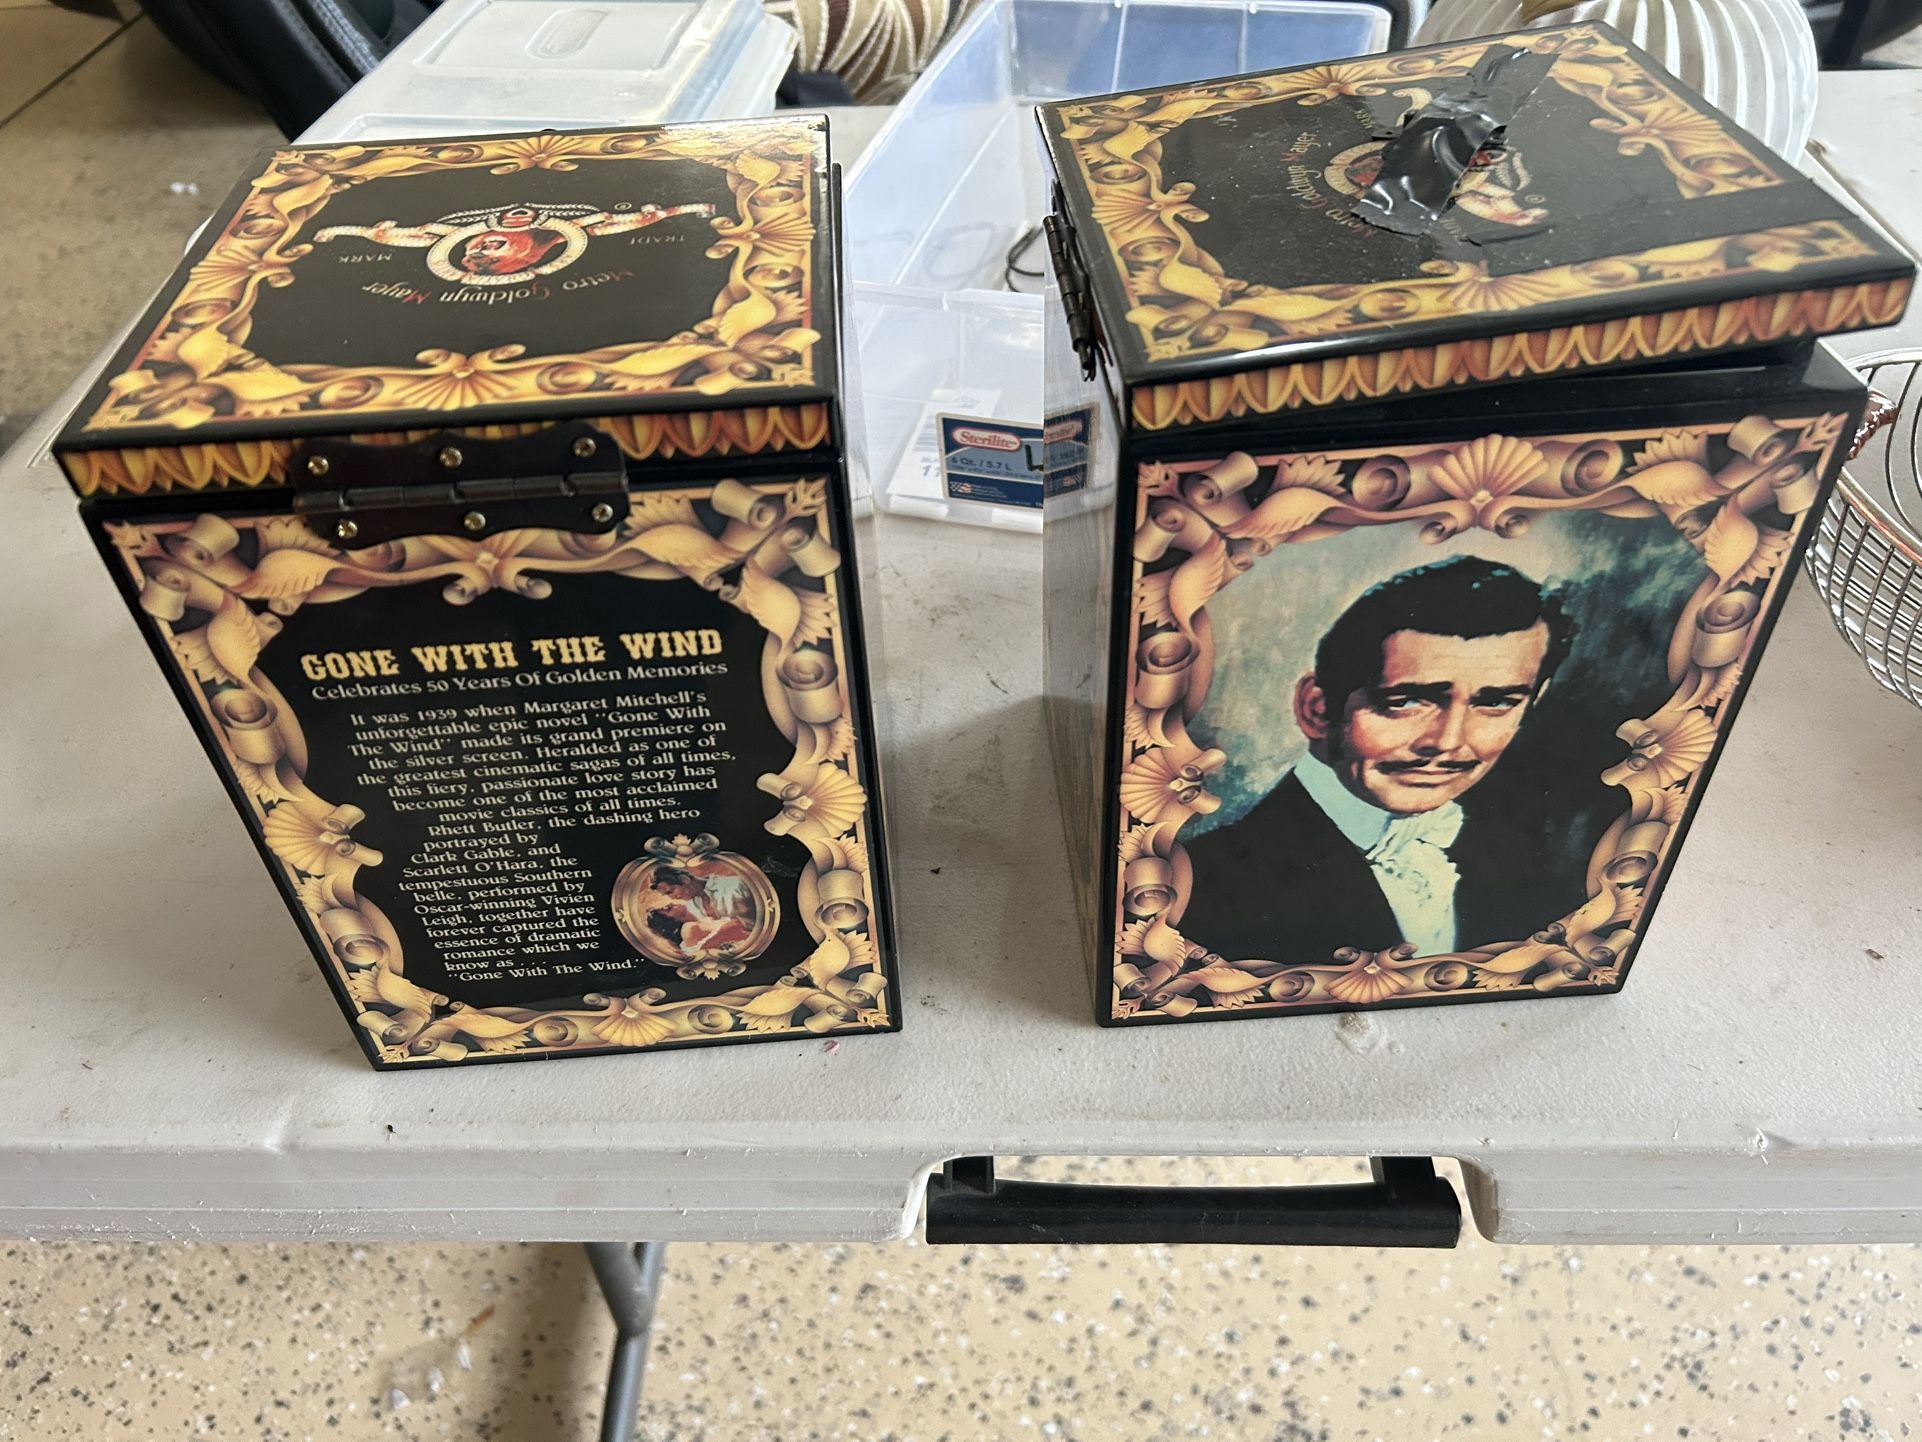 MARK
TRADE
Metro Goldwyn Mayer
GONE WITH THE WIND
Celebrates 50 Years Of Golden Memories
It was 1939 when Margaret Mitchell's
unforgettable epic novel "Gone With
The Wind" made its grand premiere on
the silver screen. Heralded as one of
the greatest cinematic sagas of all times,
this fiery, passionate love story has
become one of the most acclaimed
movie classics of all times.
Rhett Butler, the dashing hero
portrayed by
Clark Gable, and
Scarlett O'Hara, the
tempestuous Southern
belle, performed by
Oscar-winning Vivien
Leigh, together have
forever captured the
essence of dramatic
romance which we
know as . . .
"Gone With The Wind."
Metro Goldwyn Mayer
MARK
Sterilite
6 QT. / 5.7 L